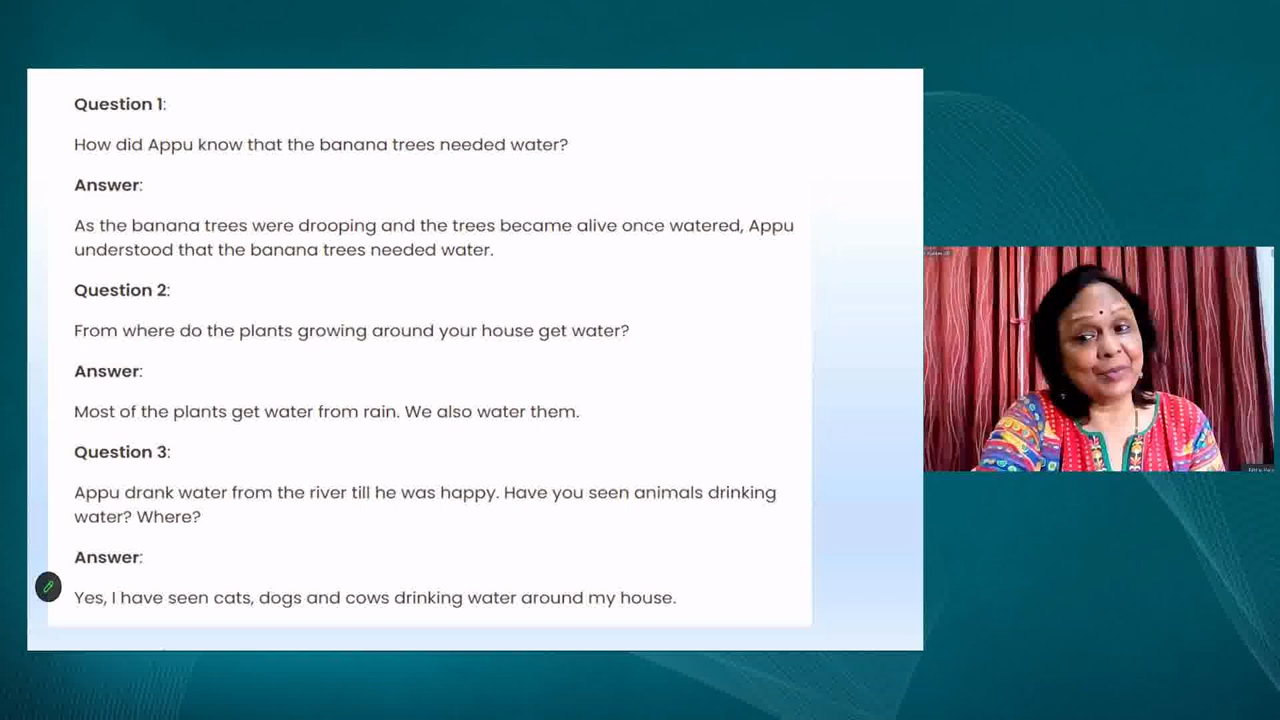 Question 1:
How did Appu know that the banana trees needed water?
Answer:
As the banana trees were drooping and the trees became alive once watered, Appu
understood that the banana trees needed water.
Question 2:
From where do the plants growing around your house get water?
Answer:
Most of the plants get water from rain. We also water them.
Question 3:
Appu drank water from the river till he was happy. Have you seen animals drinking
water? Where?
Answer:
Yes, I have seen cats, dogs and cows drinking water around my house.